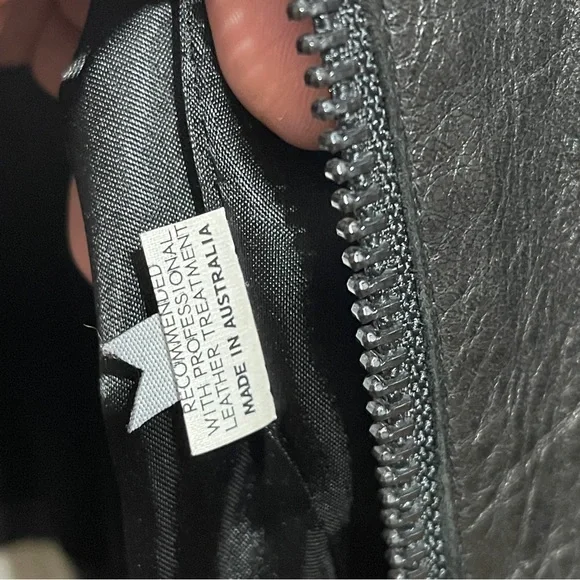 RECOMMENDED
WITH PROFESSIONAL
LEATHER TREATMENT
MADE IN AUSTRALIA